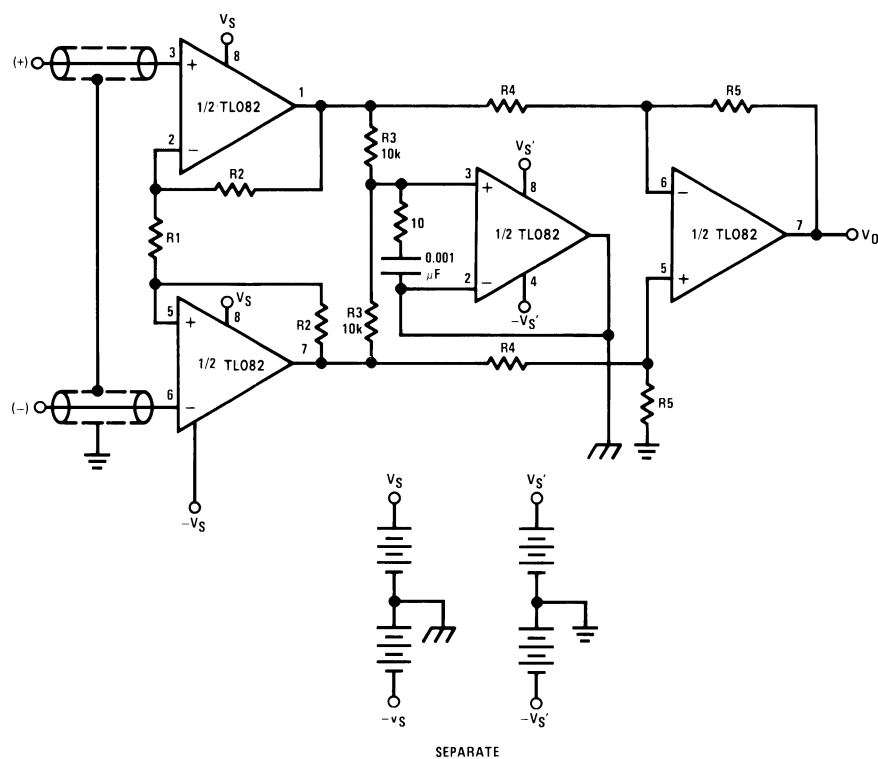 VS
(+)
3
+
8
1/2 TL082
1
2
−
R2
R1
R3
10k
R4
R5
VS'
3
+
8
10
1/2 TL082
0.001
μF
2
−
4
−VS'
6
−
1/2 TL082
7
VO
5
+
VS
5
+
8
R2
R3
10k
1/2 TL082
7
R4
R5
(−)
6
−
−VS
VS
VS'
−vS
−VS'
SEPARATE